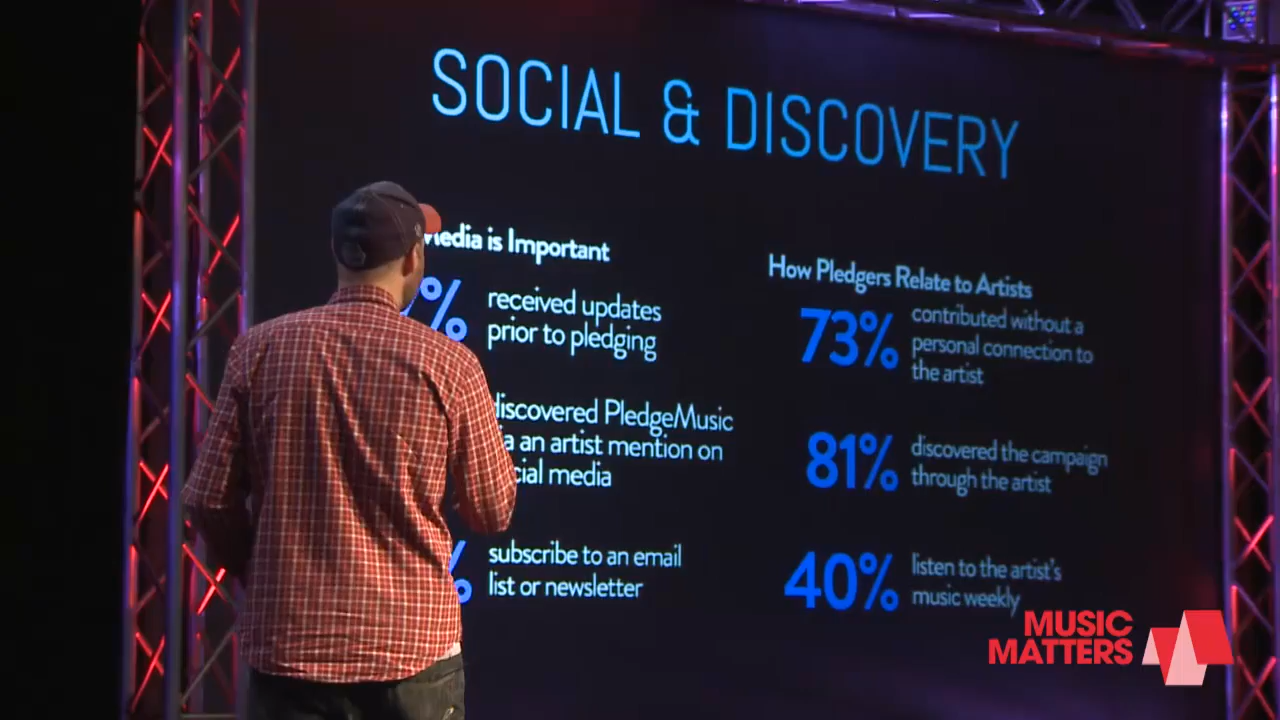 SOCIAL & DISCOVERY
Media is Important
%
received updates
prior to pledging
discovered PledgeMusic
an artist mention on
media
%
subscribe to an email
list or newsletter
How Pledgers Relate to Artists
73%
contributed without a
personal connection to
the artist
81%
discovered the campaign
through the artist
40%
listen to the artist's
music weekly
MUSIC
MATTERS